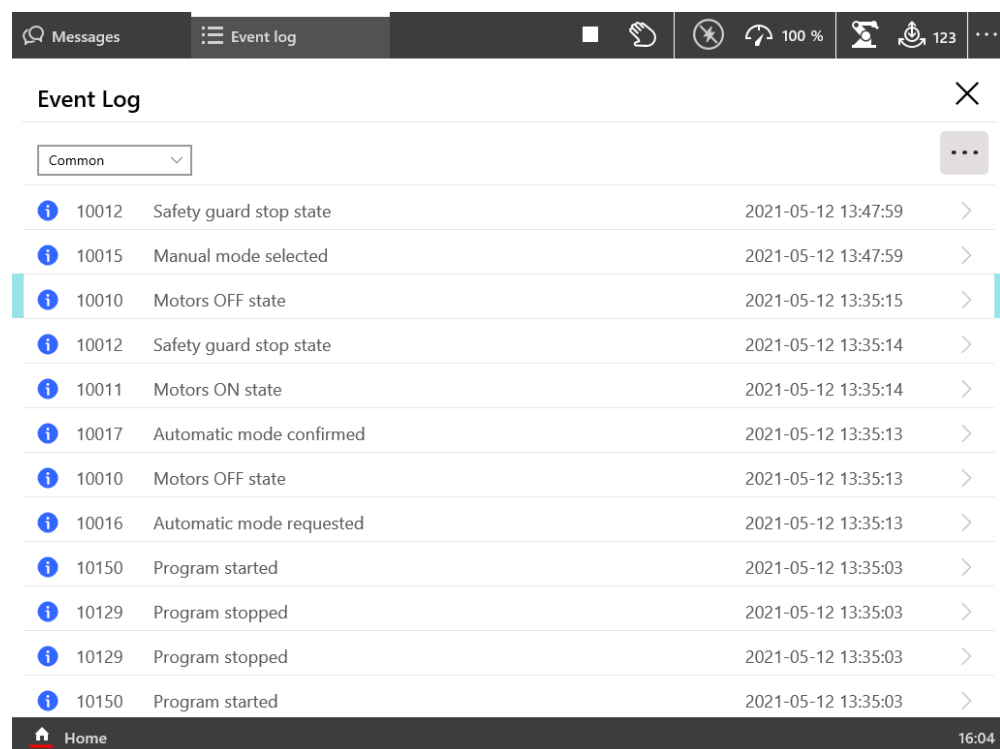 Messages Event log 100 % 123 ...
Event Log
Common ...
10012 Safety guard stop state 2021-05-12 13:47:59
10015 Manual mode selected 2021-05-12 13:47:59
10010 Motors OFF state 2021-05-12 13:35:15
10012 Safety guard stop state 2021-05-12 13:35:14
10011 Motors ON state 2021-05-12 13:35:14
10017 Automatic mode confirmed 2021-05-12 13:35:13
10010 Motors OFF state 2021-05-12 13:35:13
10016 Automatic mode requested 2021-05-12 13:35:13
10150 Program started 2021-05-12 13:35:03
10129 Program stopped 2021-05-12 13:35:03
10129 Program stopped 2021-05-12 13:35:03
10150 Program started 2021-05-12 13:35:03
Home 16:04